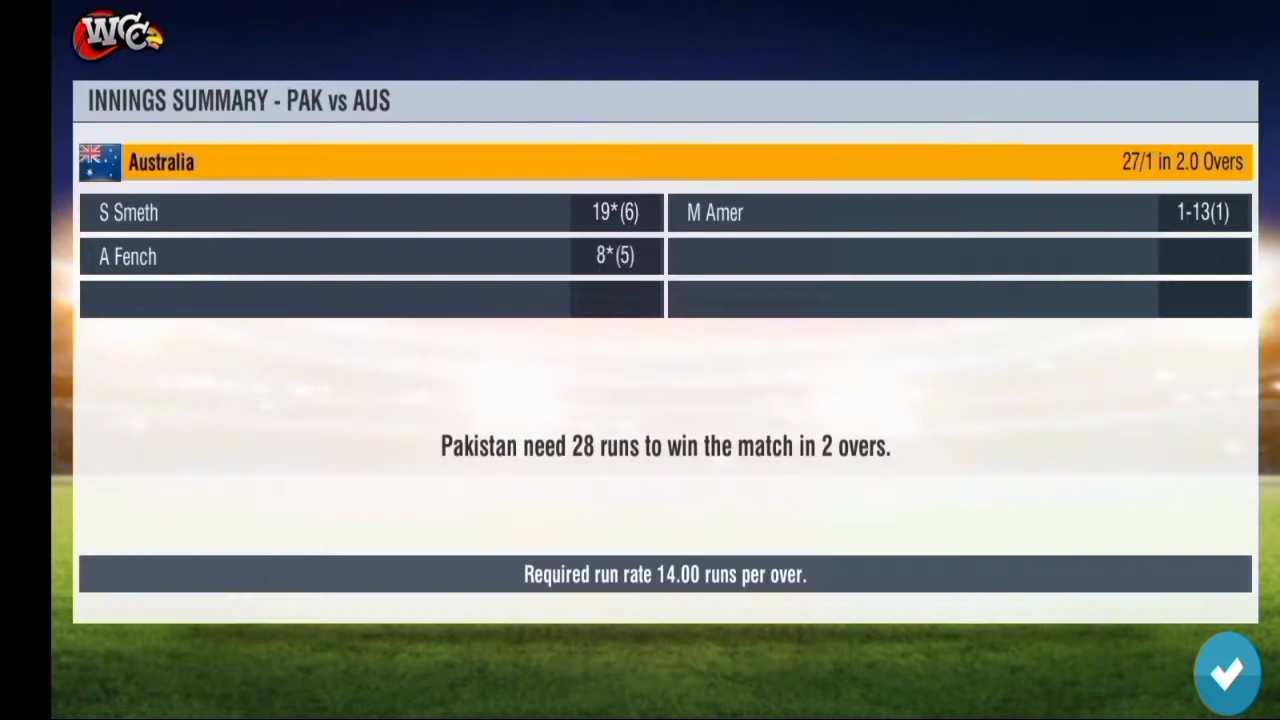 WCC
INNINGS SUMMARY - PAK vs AUS
Australia 27/1 in 2.0 Overs
S Smeth 19*(6) M Amer 1-13(1)
A Fench 8*(5)
Pakistan need 28 runs to win the match in 2 overs.
Required run rate 14.00 runs per over.